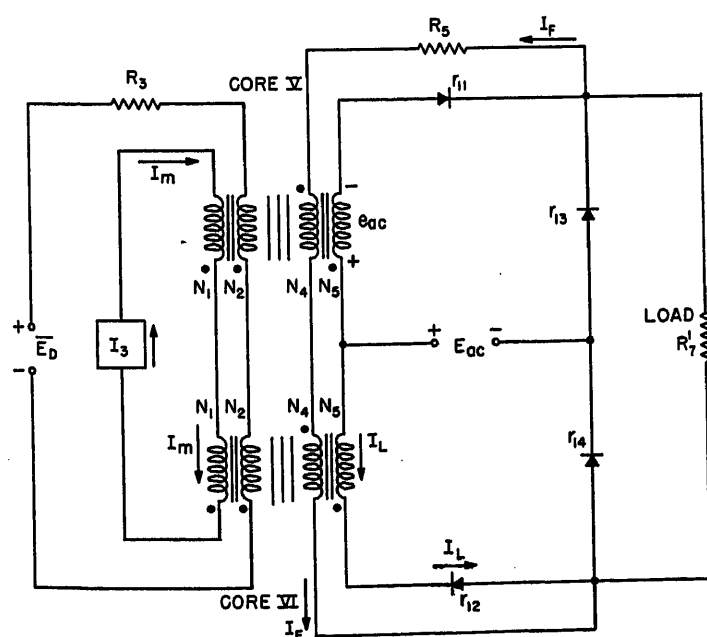 R5
IF
R3
CORE V
r11
Im
- eac +
r13
N1 N2 N4 N5
+ ED -
I3
+ Eac -
LOAD R'7
N1 N2 N4 N5
Im
IL
r14
IL
r12
CORE VI
IF